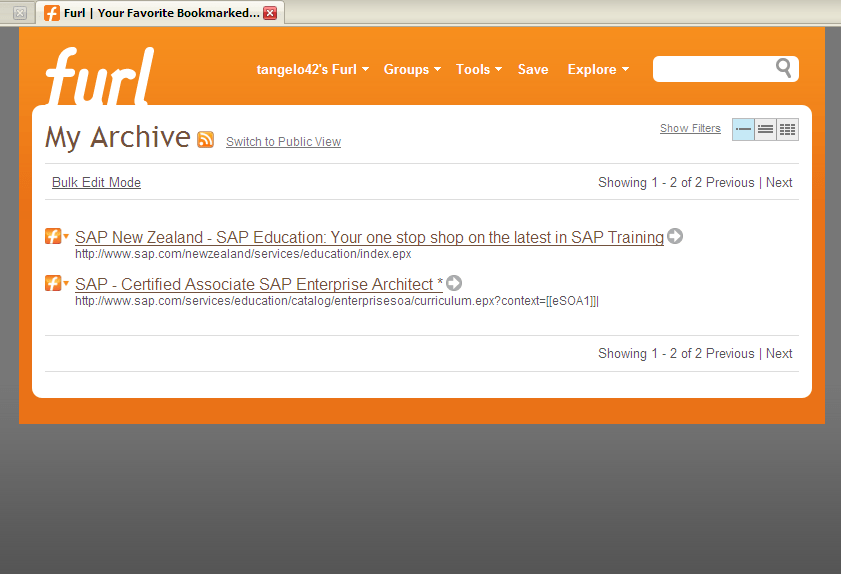 Furl | Your Favorite Bookmarked...
furl
tangelo42's Furl Groups Tools Save Explore
My Archive Switch to Public View Show Filters
Bulk Edit Mode Showing 1 - 2 of 2 Previous | Next
SAP New Zealand - SAP Education: Your one stop shop on the latest in SAP Training
http://www.sap.com/newzealand/services/education/index.epx
SAP - Certified Associate SAP Enterprise Architect *
http://www.sap.com/services/education/catalog/enterprisesoa/curriculum.epx?context=[[eSOA1]]|
Showing 1 - 2 of 2 Previous | Next